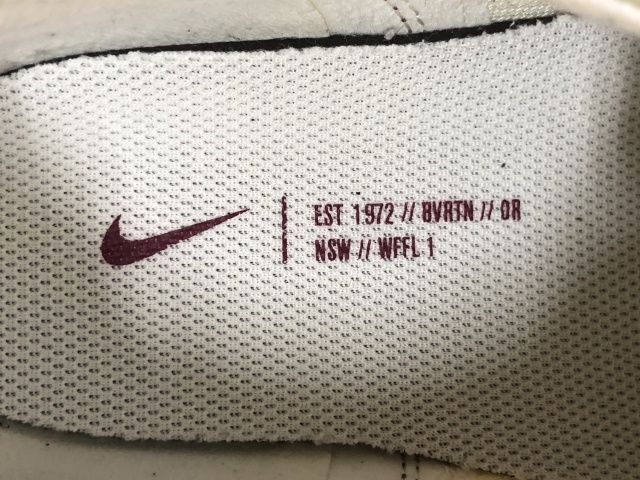 EST 1972 // BVRTN // OR
NSW // WFFL 1